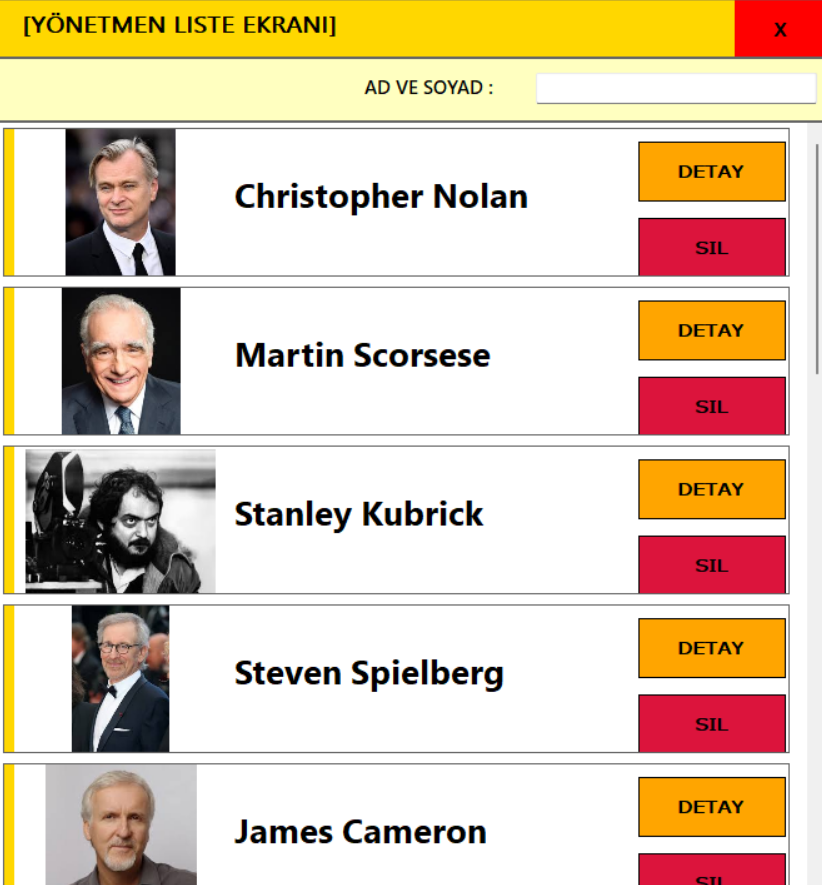 [YÖNETMEN LISTE EKRANI]
X
AD VE SOYAD :
Christopher Nolan
DETAY
SIL
Martin Scorsese
DETAY
SIL
Stanley Kubrick
DETAY
SIL
Steven Spielberg
DETAY
SIL
James Cameron
DETAY
SIL